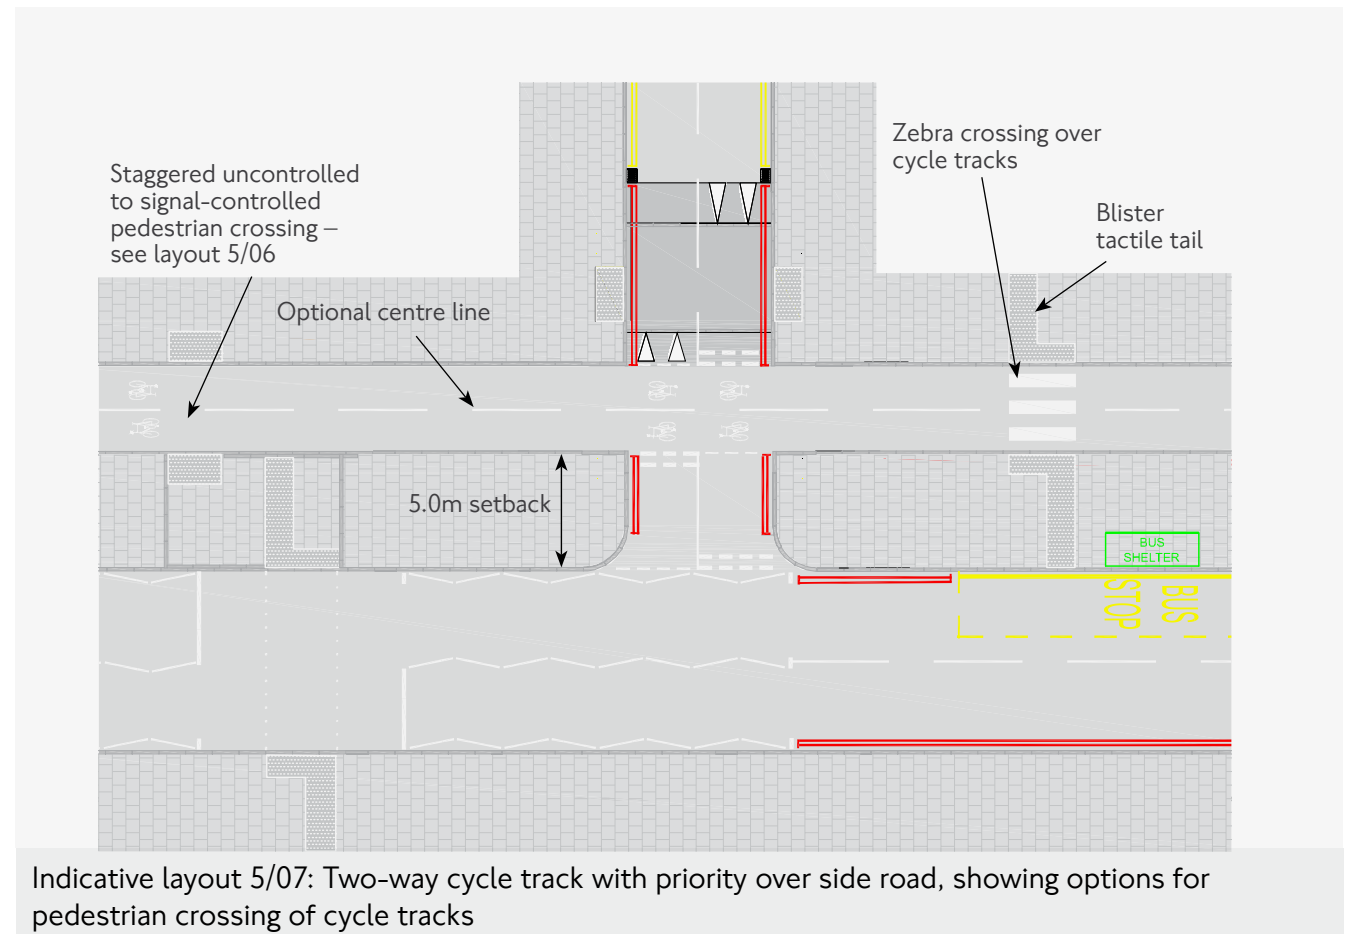 Zebra crossing over
cycle tracks
Staggered uncontrolled
to signal-controlled
pedestrian crossing –
see layout 5/06
Blister
tactile tail
Optional centre line
5.0m setback
BUS
SHELTER
BUS
STOP
Indicative layout 5/07: Two-way cycle track with priority over side road, showing options for
pedestrian crossing of cycle tracks